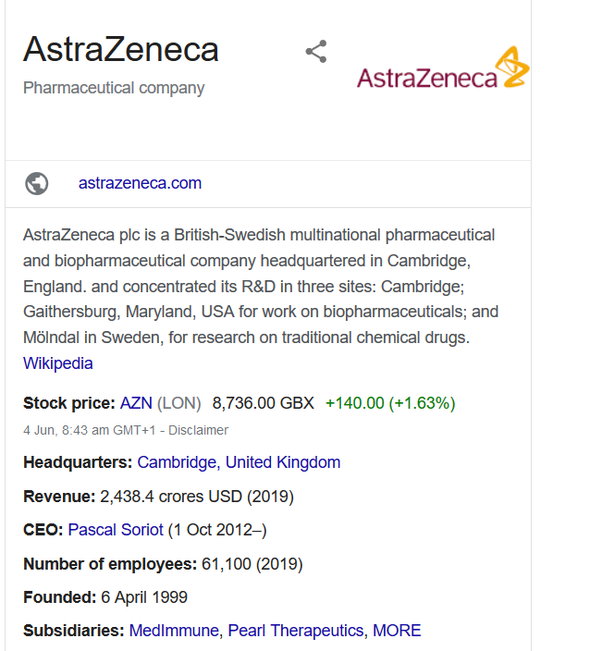 AstraZeneca
Pharmaceutical company
AstraZeneca
astrazeneca.com
AstraZeneca plc is a British-Swedish multinational pharmaceutical
and biopharmaceutical company headquartered in Cambridge,
England. and concentrated its R&D in three sites: Cambridge;
Gaithersburg, Maryland, USA for work on biopharmaceuticals; and
Mölndal in Sweden, for research on traditional chemical drugs.
Wikipedia
Stock price: AZN (LON) 8,736.00 GBX +140.00 (+1.63%)
4 Jun, 8:43 am GMT+1 - Disclaimer
Headquarters: Cambridge, United Kingdom
Revenue: 2,438.4 crores USD (2019)
CEO: Pascal Soriot (1 Oct 2012–)
Number of employees: 61,100 (2019)
Founded: 6 April 1999
Subsidiaries: MedImmune, Pearl Therapeutics, MORE